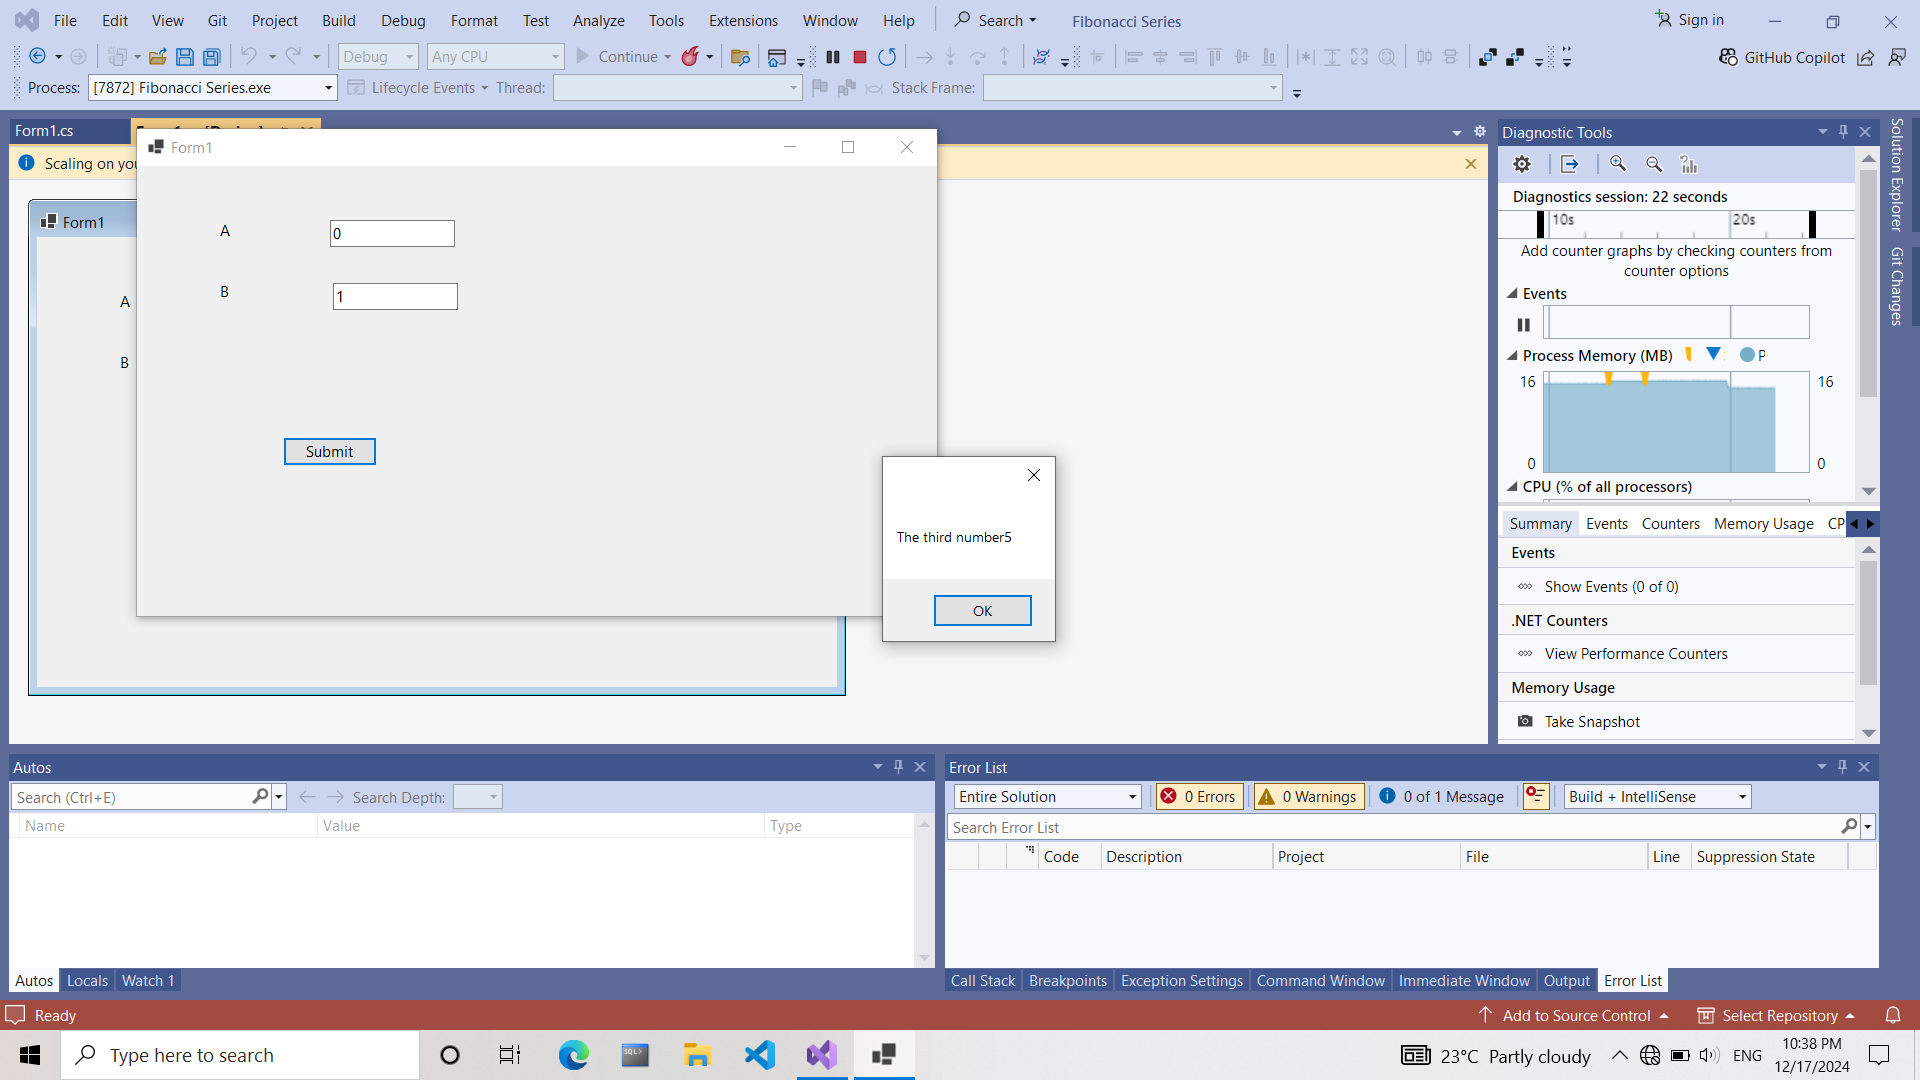 File Edit View Git Project Build Debug Format Test Analyze Tools Extensions Window Help Search Fibonacci Series Sign in
Debug Any CPU Continue GitHub Copilot
Process: [7872] Fibonacci Series.exe Lifecycle Events Thread: Stack Frame:
Form1.cs
Scaling on you
Form1
A
B
Form1
A 0
B 1
Submit
The third number5
OK
Diagnostic Tools
Diagnostics session: 22 seconds
10s 20s
Add counter graphs by checking counters from
counter options
Events
Process Memory (MB) P
16 16
0 0
CPU (% of all processors)
Summary Events Counters Memory Usage CP
Events
Show Events (0 of 0)
.NET Counters
View Performance Counters
Memory Usage
Take Snapshot
Solution Explorer
Git Changes
Autos
Search (Ctrl+E) Search Depth:
Name Value Type
Autos Locals Watch 1
Error List
Entire Solution 0 Errors 0 Warnings 0 of 1 Message Build + IntelliSense
Search Error List
Code Description Project File Line Suppression State
Call Stack Breakpoints Exception Settings Command Window Immediate Window Output Error List
Ready Add to Source Control Select Repository
Type here to search
SQL>
23°C Partly cloudy ENG
10:38 PM
12/17/2024